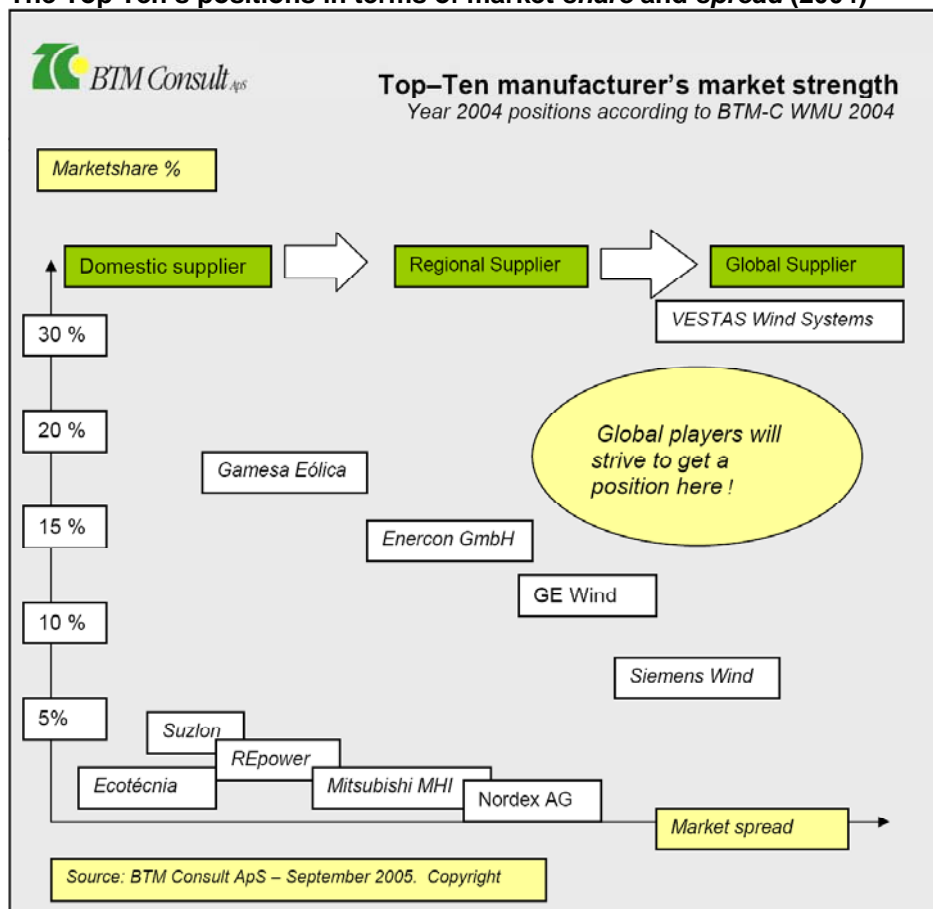 BTM Consult ApS
Top–Ten manufacturer's market strength
Year 2004 positions according to BTM-C WMU 2004
Marketshare %
Domestic supplier
Regional Supplier
Global Supplier
VESTAS Wind Systems
30 %
20 %
Global players will
strive to get a
position here !
Gamesa Eólica
15 %
Enercon GmbH
GE Wind
10 %
Siemens Wind
5%
Suzlon
REpower
Ecotécnia
Mitsubishi MHI
Nordex AG
Market spread
Source: BTM Consult ApS – September 2005. Copyright